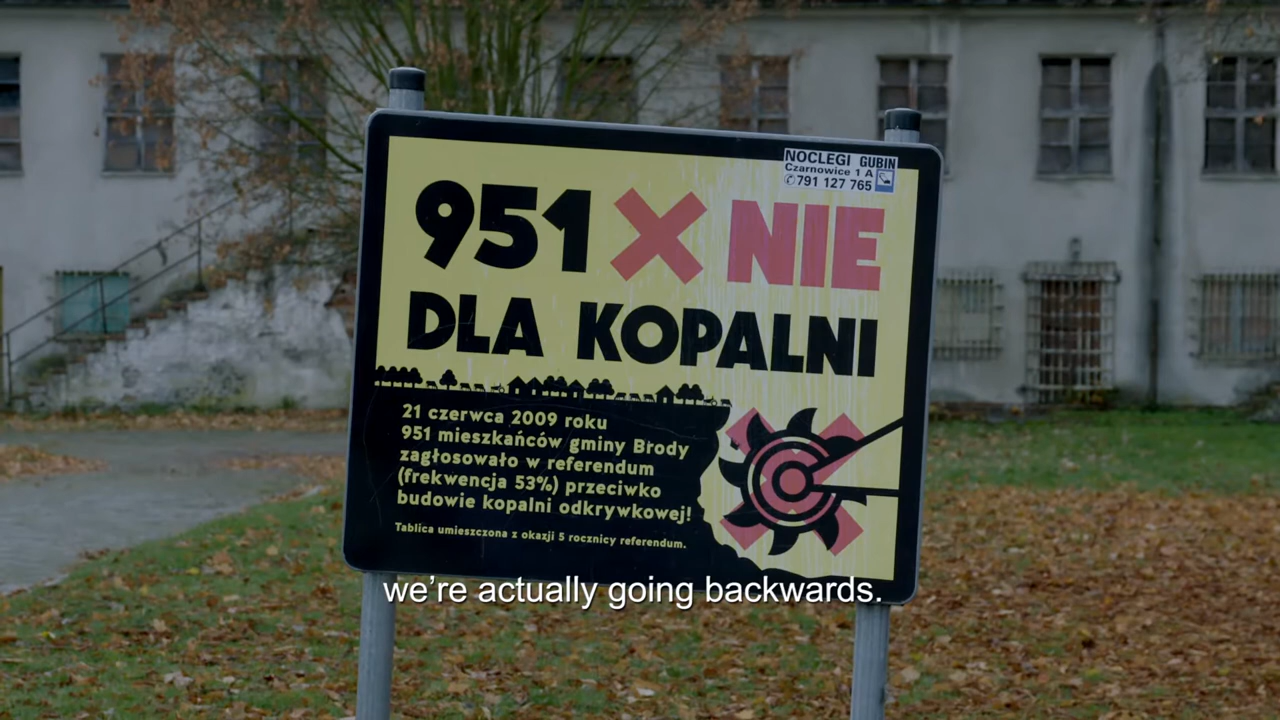 NOCLEGI GUBIN
Czarnowice 1 A
✆791 127 765
951 X NIE
DLA KOPALNI
21 czerwca 2009 roku
951 mieszkańców gminy Brody
zagłosowało w referendum
(frekwencja 53%) przeciwko
budowie kopalni odkrywkowej!
Tablica umieszczona z okazji 5 rocznicy referendum.
we’re actually going backwards.